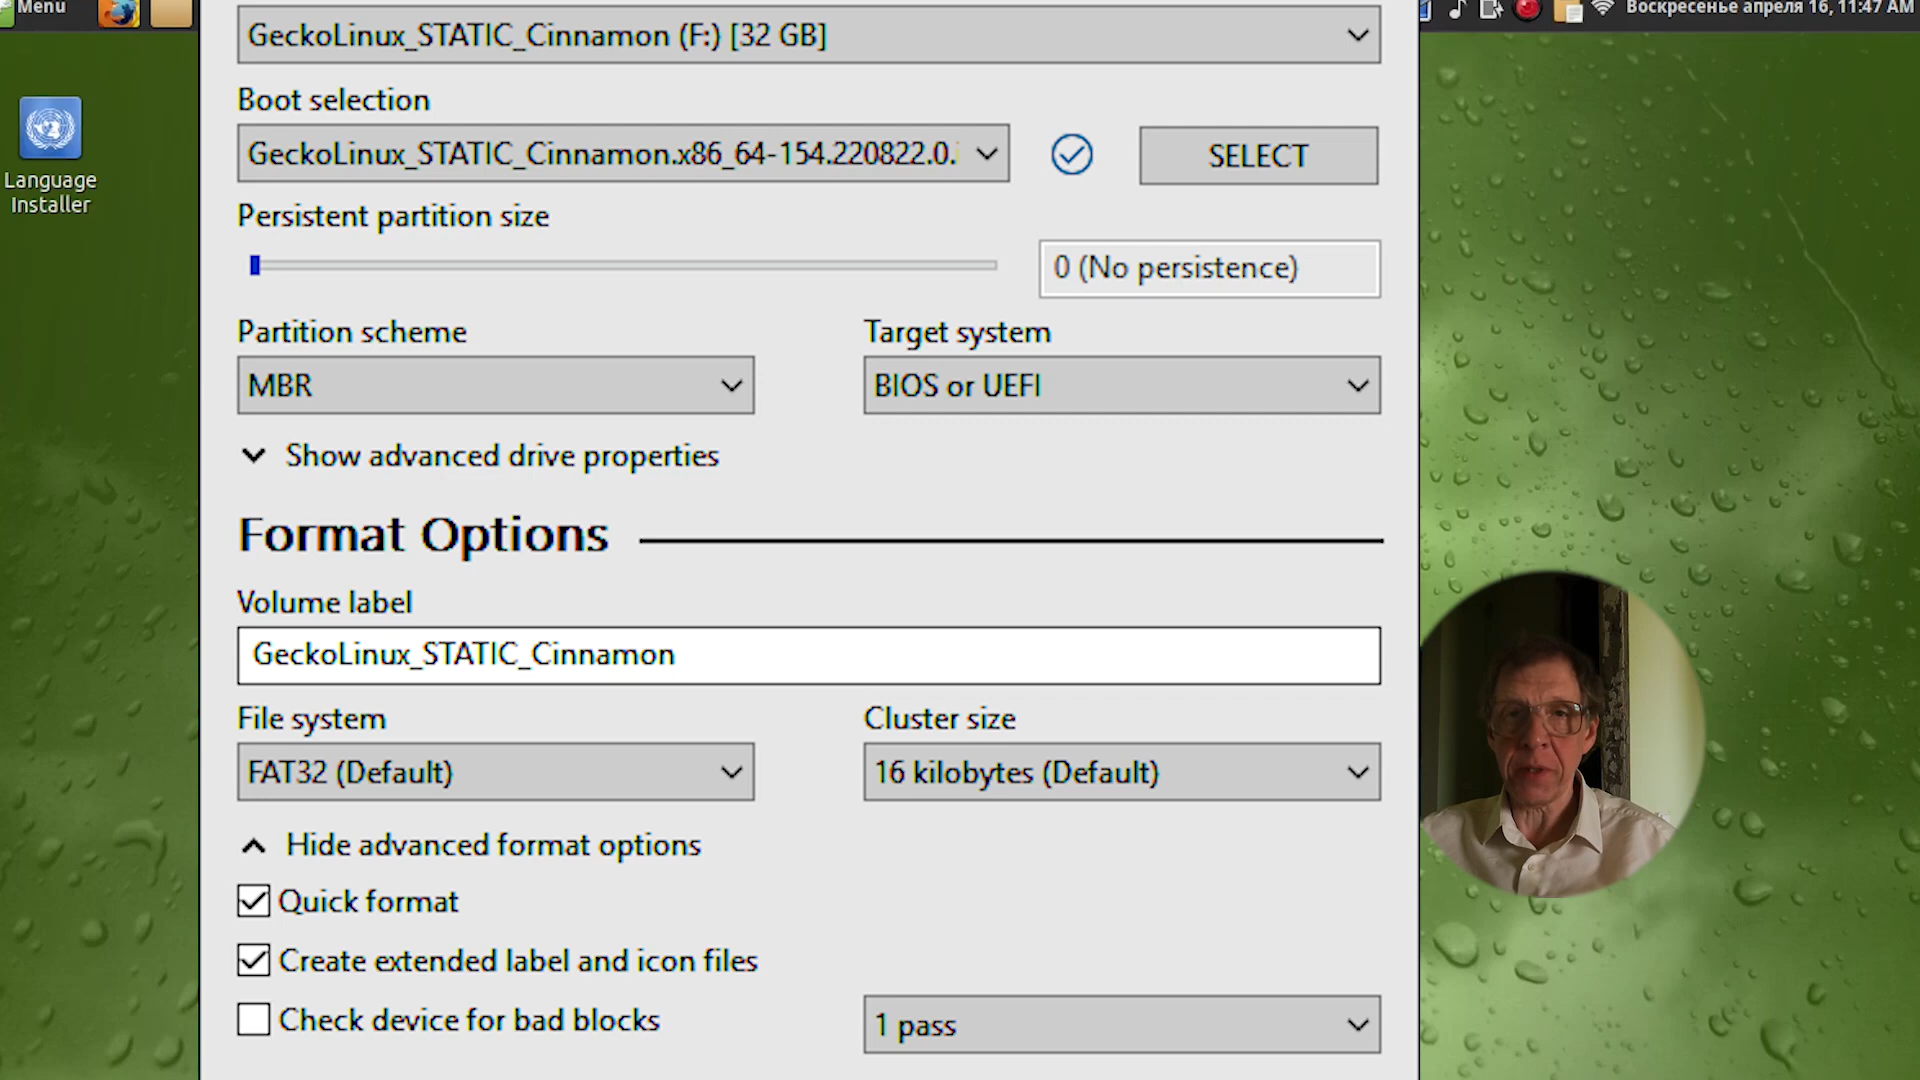 Menu
Воскресенье апреля 16, 11:47 AM
GeckoLinux_STATIC_Cinnamon (F:) [32 GB]
Language
Installer
Boot selection
GeckoLinux_STATIC_Cinnamon.x86_64-154.220822.0.
SELECT
Persistent partition size
0 (No persistence)
Partition scheme
Target system
MBR
BIOS or UEFI
Show advanced drive properties
Format Options
Volume label
GeckoLinux_STATIC_Cinnamon
File system
Cluster size
FAT32 (Default)
16 kilobytes (Default)
Hide advanced format options
Quick format
Create extended label and icon files
Check device for bad blocks
1 pass